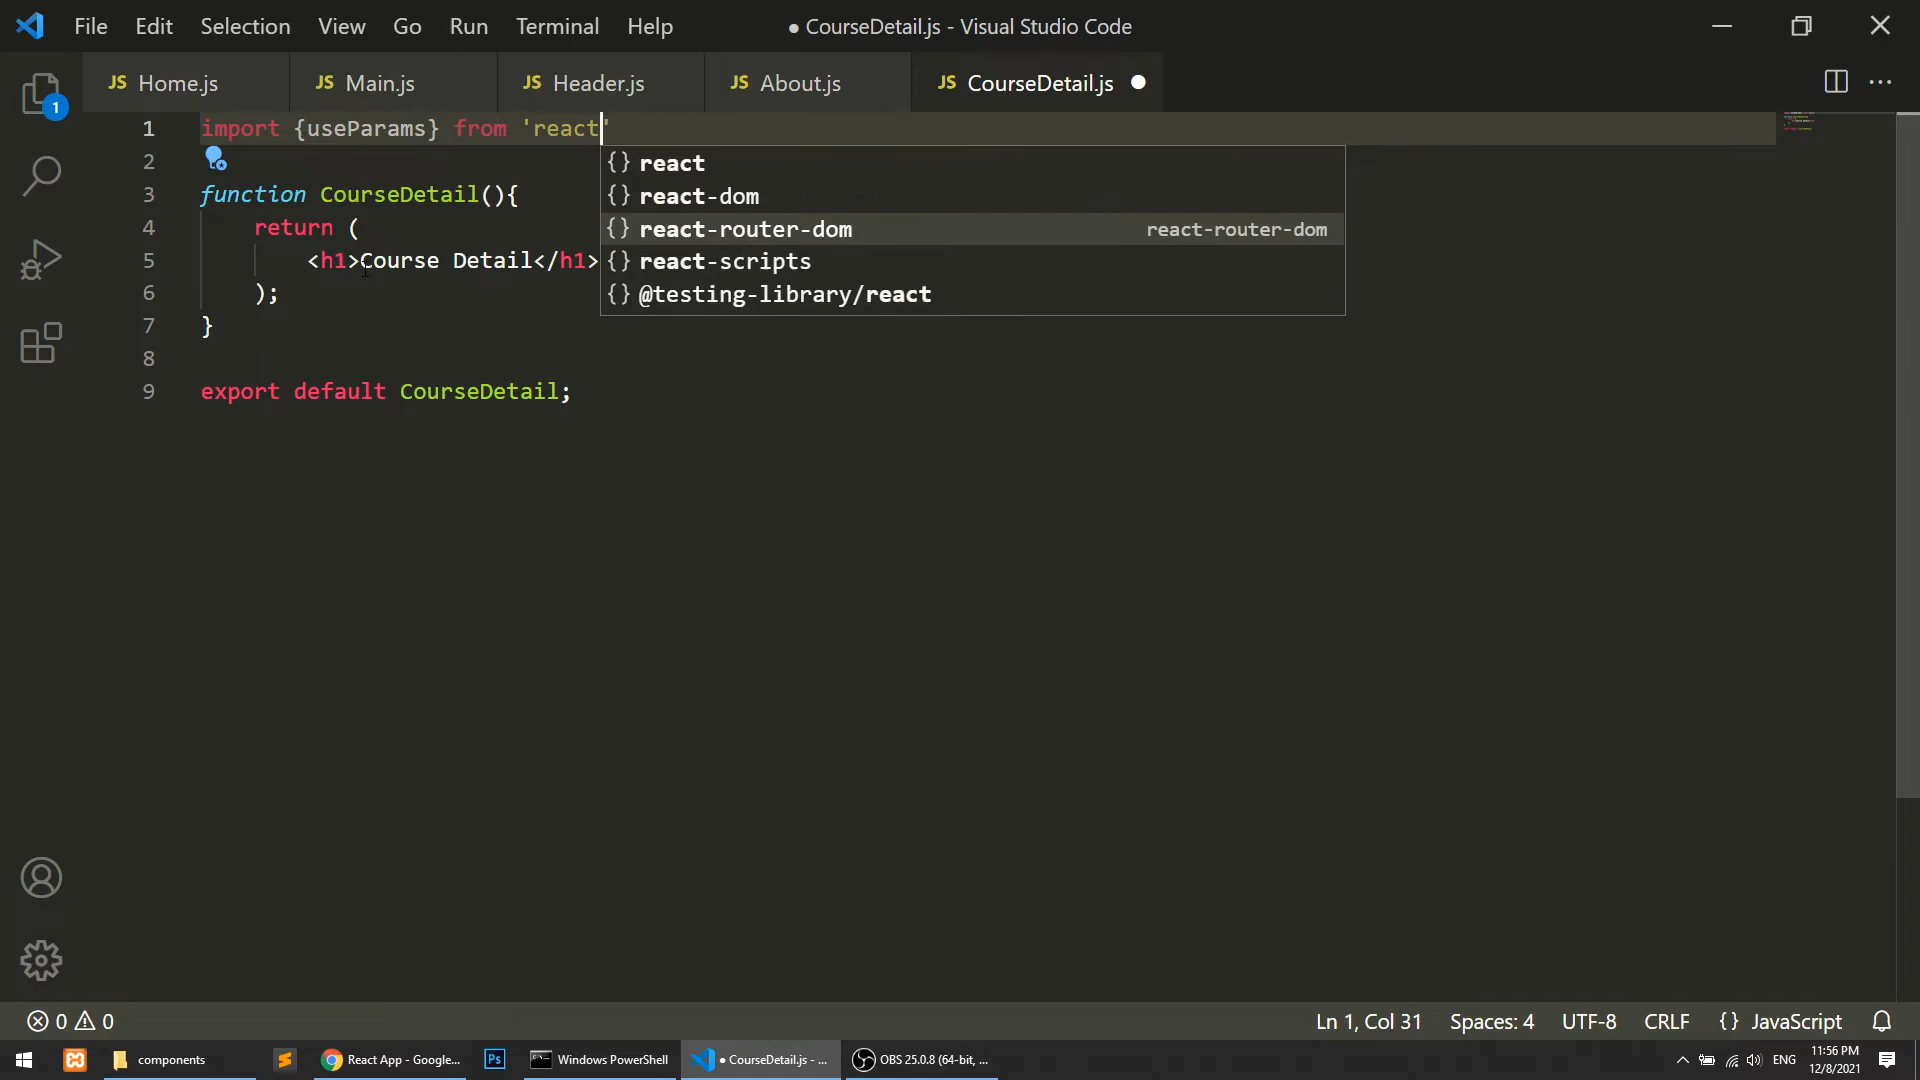 File Edit Selection View Go Run Terminal Help
● CourseDetail.js - Visual Studio Code
JS Home.js
JS Main.js
JS Header.js
JS About.js
JS CourseDetail.js
1
1 import {useParams} from 'react'
2
3 function CourseDetail(){
4 return (
5 <h1>Course Detail</h1>
6 );
7 }
8
9 export default CourseDetail;
{} react
{} react-dom
{} react-router-dom react-router-dom
{} react-scripts
{} @testing-library/react
0 0
Ln 1, Col 31
Spaces: 4
UTF-8
CRLF
{} JavaScript
components
React App - Google...
Ps
Windows PowerShell
● CourseDetail.js - ...
OBS 25.0.8 (64-bit, ...
ENG
11:56 PM
12/8/2021